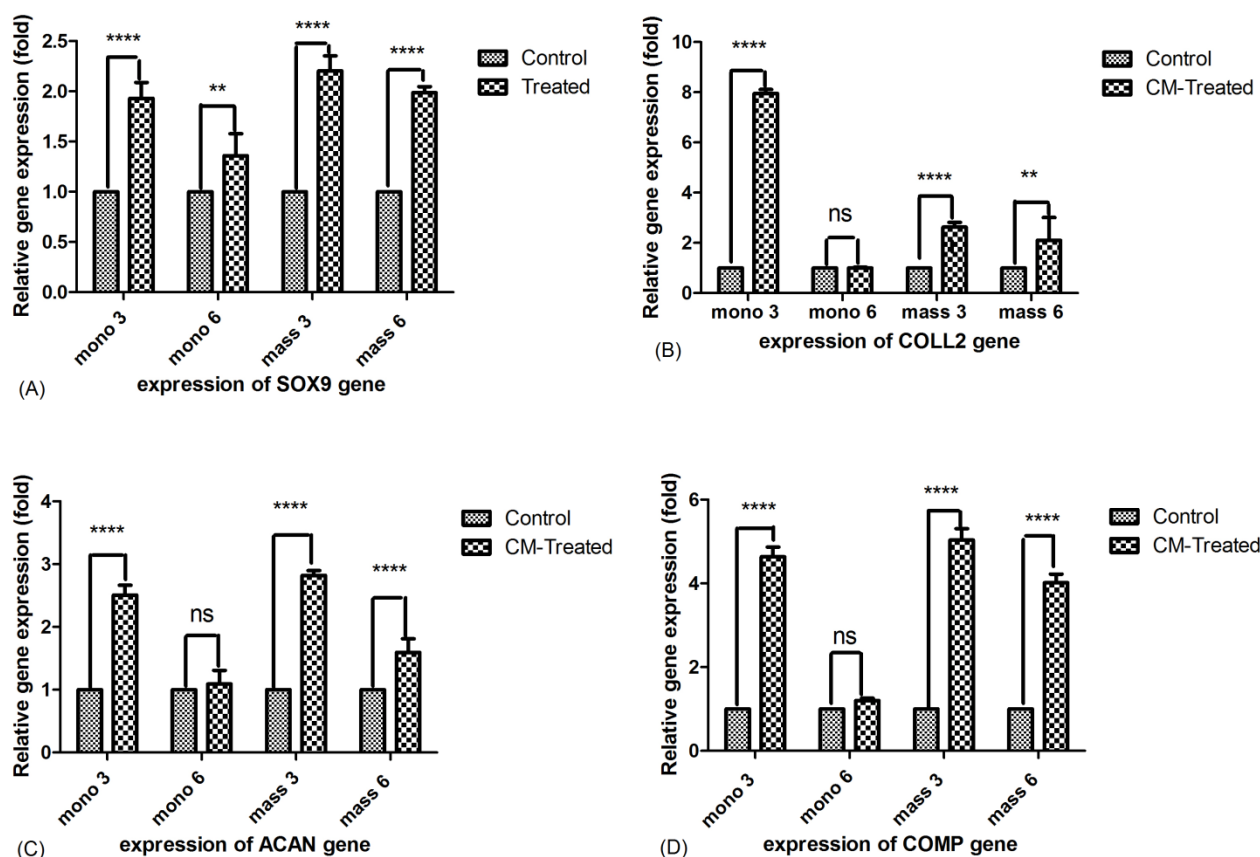 Relative gene expression (fold)
2.5
2.0
1.5
1.0
0.5
0.0
****
**
****
****
Control
Treated
mono 3
mono 6
mass 3
mass 6
(A)
expression of SOX9 gene
Relative gene expression (fold)
10
8
6
4
2
0
****
ns
****
**
Control
CM-Treated
mono 3 mono 6 mass 3 mass 6
(B)
expression of COLL2 gene
Relative gene expression (fold)
4
3
2
1
0
****
ns
****
****
Control
CM-Treated
mono 3
mono 6
mass 3
mass 6
(C)
expression of ACAN gene
Relative gene expression (fold)
6
4
2
0
****
ns
****
****
Control
CM-Treated
mono 3
mono 6
mass 3
mass 6
(D)
expression of COMP gene